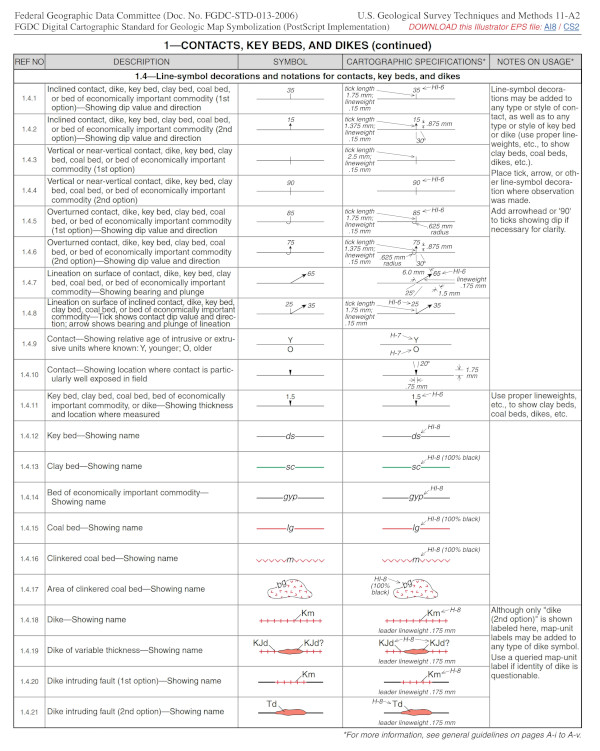 Federal Geographic Data Committee (Doc. No. FGDC-STD-013-2006)
U.S. Geological Survey Techniques and Methods 11-A2
FGDC Digital Cartographic Standard for Geologic Map Symbolization (PostScript Implementation)
DOWNLOAD this Illustrator EPS file: AI8 / CS2
1—CONTACTS, KEY BEDS, AND DIKES (continued)
REF NO DESCRIPTION SYMBOL CARTOGRAPHIC SPECIFICATIONS* NOTES ON USAGE*
1.4—Line-symbol decorations and notations for contacts, key beds, and dikes
1.4.1
Inclined contact, dike, key bed, clay bed, coal bed,
or bed of economically important commodity (1st
option)—Showing dip value and direction
35
tick length
1.75 mm;
lineweight
.15 mm
35
HI-6
Line-symbol decora-
tions may be added to
any type or style of con-
tact, as well as to any
type or style of key bed
or dike (use proper line-
weights, etc., to show
clay beds, coal beds,
dikes, etc.).
Place tick, arrow, or oth-
er line-symbol decora-
tion where observation
was made.
Add arrowhead or '90'
to ticks showing dip if
necessary for clarity.
1.4.2
Inclined contact, dike, key bed, clay bed, coal bed,
or bed of economically important commodity (2nd
option)—Showing dip value and direction
15
tick length
1.375 mm;
lineweight
.15 mm
15
.875 mm
30°
1.4.3
Vertical or near-vertical contact, dike, key bed, clay
bed, coal bed, or bed of economically important
commodity (1st option)
tick length
2.5 mm;
lineweight
.15 mm
1.4.4
Vertical or near-vertical contact, dike, key bed, clay
bed, coal bed, or bed of economically important
commodity (2nd option)
90
90
HI-6
1.4.5
Overturned contact, dike, key bed, clay bed, coal
bed, or bed of economically important commodity
(1st option)—Showing dip value and direction
85
tick length
1.75 mm;
lineweight
.15 mm
85
HI-6
.625 mm
radius
1.4.6
Overturned contact, dike, key bed, clay bed, coal
bed, or bed of economically important commodity
(2nd option)—Showing dip value and direction
75
tick length
1.375 mm;
lineweight
.15 mm
75
.875 mm
.625 mm
radius
30°
1.4.7
Lineation on surface of contact, dike, key bed, clay
bed, coal bed, or bed of economically important
commodity—Showing bearing and plunge
65
6.0 mm
65
HI-6
lineweight
.175 mm
25°
1.5 mm
1.4.8
Lineation on surface of inclined contact, dike, key bed,
clay bed, coal bed, or bed of economically important
commodity—Tick shows contact dip value and direc-
tion; arrow shows bearing and plunge of lineation
25
35
tick length
1.75 mm;
lineweight
.15 mm
HI-6
25
35
1.4.9
Contact—Showing relative age of intrusive or extru-
sive units where known: Y, younger; O, older
Y
O
H-7
Y
H-7
O
1.4.10
Contact—Showing location where contact is partic-
ularly well exposed in field
20°
1.75
mm
.75 mm
1.4.11
Key bed, clay bed, coal bed, bed of economically
important commodity, or dike—Showing thickness
and location where measured
1.5
1.5
H-6
Use proper lineweights,
etc., to show clay beds,
coal beds, dikes, etc.
1.4.12
Key bed—Showing name
ds
ds
HI-8
1.4.13
Clay bed—Showing name
sc
sc
HI-8 (100% black)
1.4.14
Bed of economically important commodity—
Showing name
gyp
gyp
HI-8
1.4.15
Coal bed—Showing name
lg
lg
HI-8 (100% black)
1.4.16
Clinkered coal bed—Showing name
m
m
HI-8 (100% black)
1.4.17
Area of clinkered coal bed—Showing name
pg
HI-8
(100%
black)
pg
1.4.18
Dike—Showing name
Km
Km
H-8
leader lineweight .175 mm
Although only "dike
(2nd option)" is shown
labeled here, map-unit
labels may be added to
any type of dike symbol.
Use a queried map-unit
label if identity of dike is
questionable.
1.4.19
Dike of variable thickness—Showing name
KJd
KJd?
KJd
H-8
KJd?
leader lineweight .175 mm
1.4.20
Dike intruding fault (1st option)—Showing name
Km
Km
H-8
leader lineweight .175 mm
1.4.21
Dike intruding fault (2nd option)—Showing name
Td
H-8
Td
leader lineweight .175 mm
*For more information, see general guidelines on pages A-i to A-v.